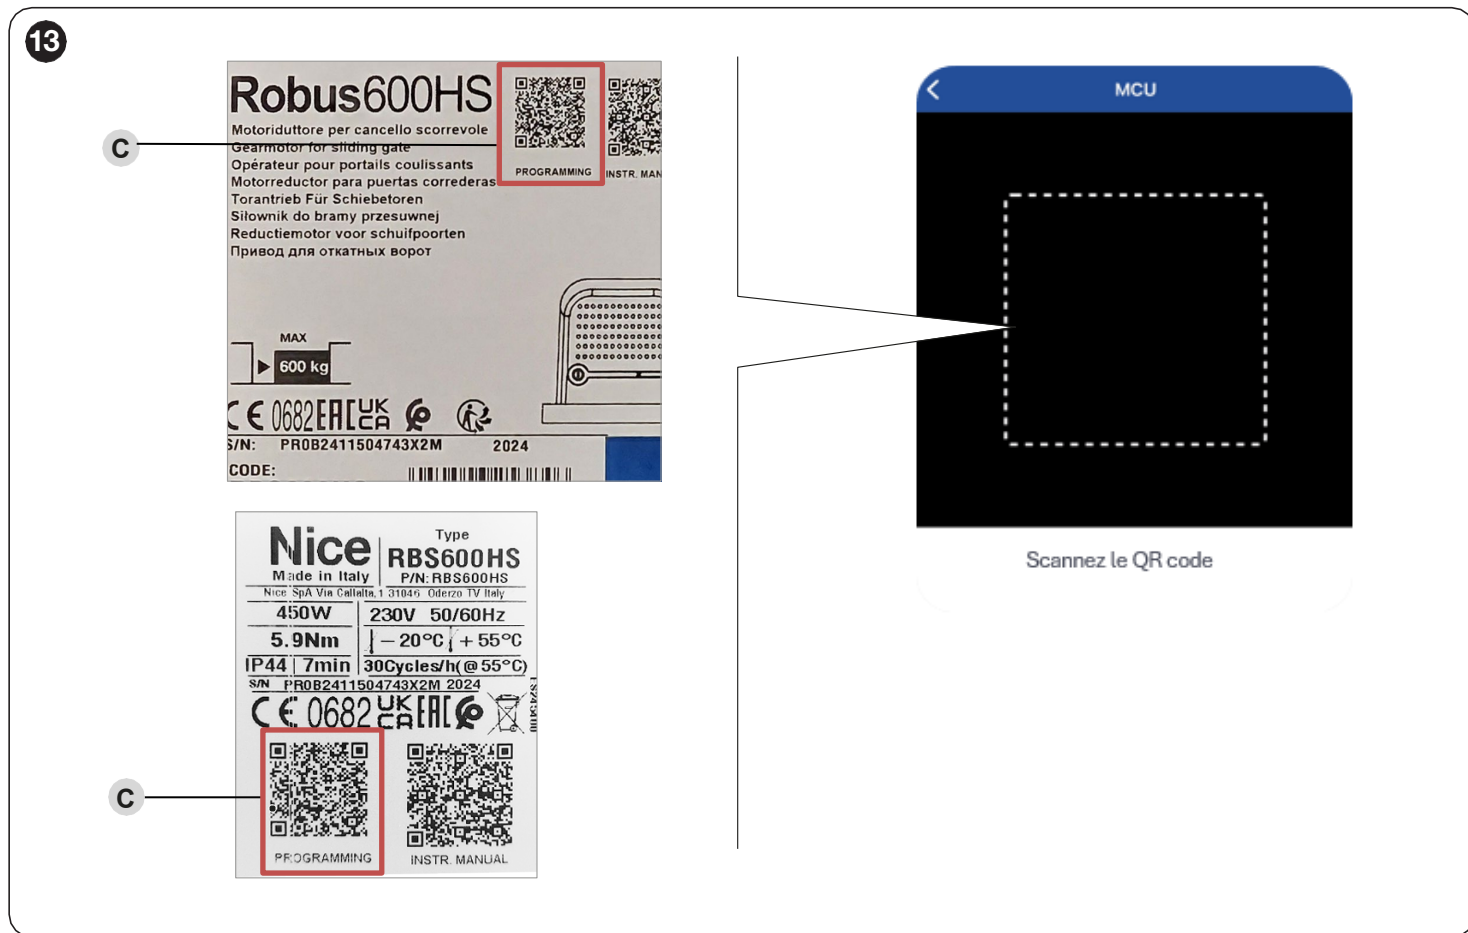 13
Robus600HS
Motoriduttore per cancello scorrevole
Gearmotor for sliding gate
Opérateur pour portails coulissants
Motorreductor para puertas correderas
Torantrieb Für Schiebetoren
Siłownik do bramy przesuwnej
Reductiemotor voor schuifpoorten
Привод для откатных ворот
PROGRAMMING
INSTR. MAN
C
MAX
600 kg
CE 0682 EAC UKCA
S/N: PR0B2411504743X2M 2024
CODE:
Nice
Made in Italy
Type
RBS600HS
P/N: RBS600HS
Nice SpA Via Callalta, 1 31046 Oderzo TV Italy
450W 230V 50/60Hz
5.9Nm – 20°C + 55°C
IP44 7min 30Cycles/h(@55°C)
S/N PR0B2411504743X2M 2024
CE 0682 UKCA EAC
C
PROGRAMMING
INSTR. MANUAL
MCU
Scannez le QR code